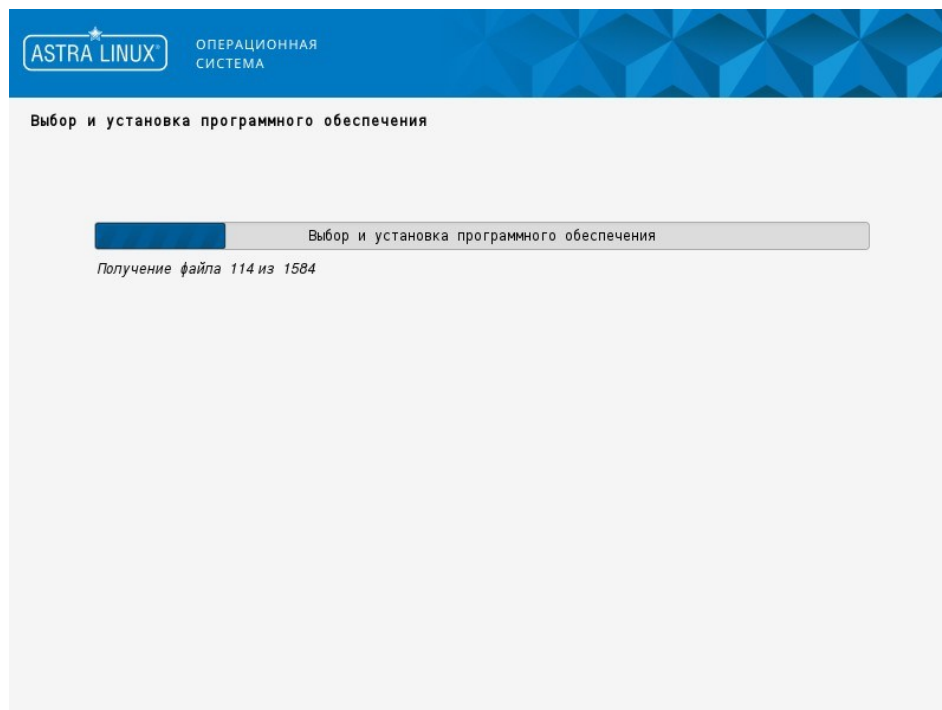 ASTRA LINUX®
ОПЕРАЦИОННАЯ
СИСТЕМА
Выбор и установка программного обеспечения
Выбор и установка программного обеспечения
Получение файла 114 из 1584